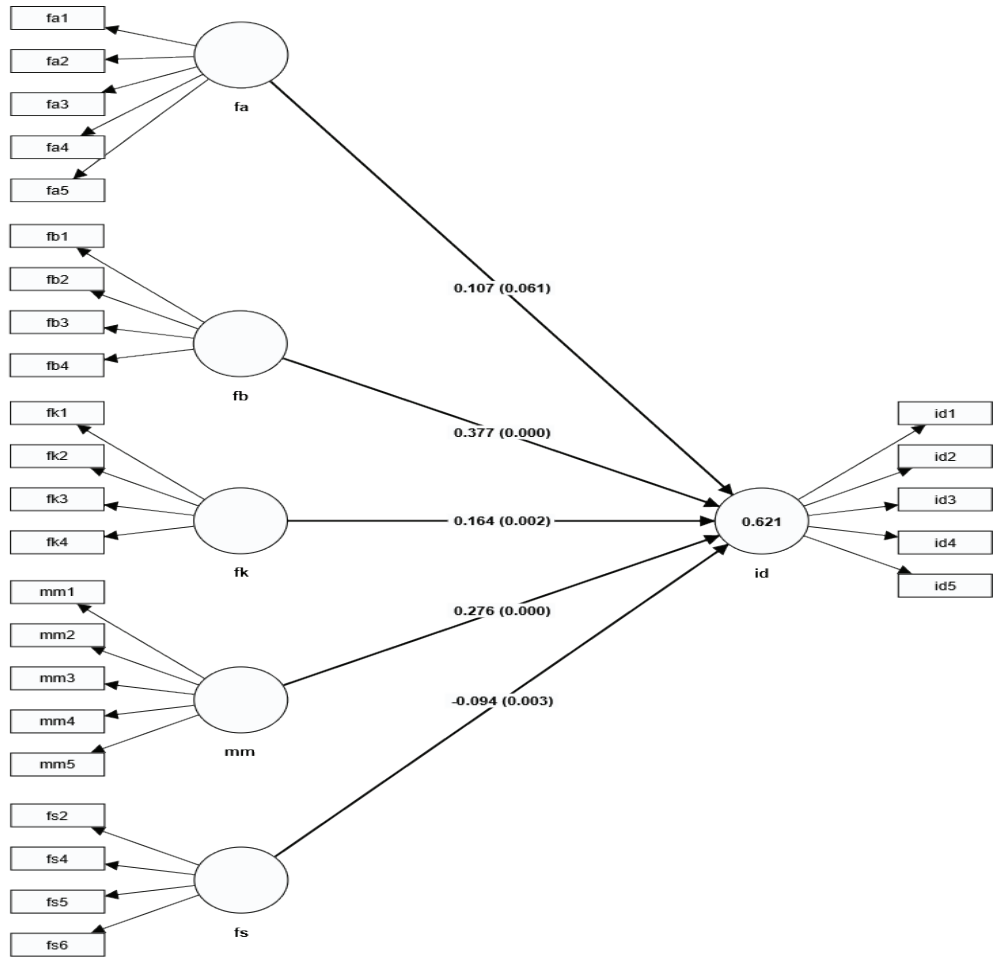 fa1
fa2
fa3
fa4
fa5
fa
0.107 (0.061)
fb1
fb2
fb3
fb4
fb
0.377 (0.000)
fk1
fk2
fk3
fk4
fk
0.164 (0.002)
mm1
mm2
mm3
mm4
mm5
mm
0.276 (0.000)
fs2
fs4
fs5
fs6
fs
-0.094 (0.003)
0.621
id
id1
id2
id3
id4
id5